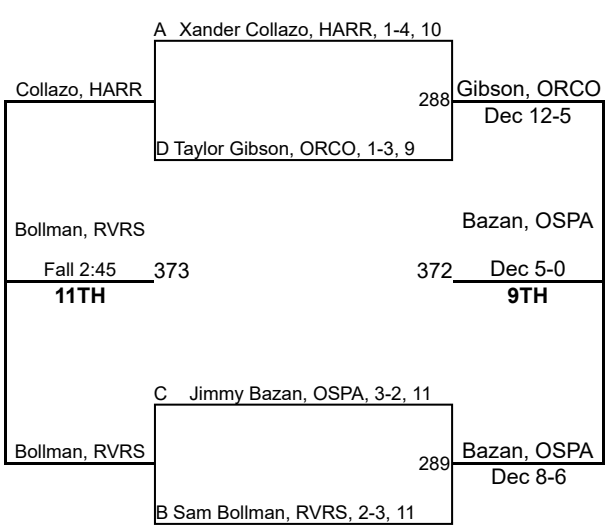 A Xander Collazo, HARR, 1-4, 10
Collazo, HARR
288
Gibson, ORCO
Dec 12-5
D Taylor Gibson, ORCO, 1-3, 9
Bollman, RVRS
Bazan, OSPA
Fall 2:45
373
372
Dec 5-0
11TH
9TH
C Jimmy Bazan, OSPA, 3-2, 11
Bollman, RVRS
289
Bazan, OSPA
Dec 8-6
B Sam Bollman, RVRS, 2-3, 11